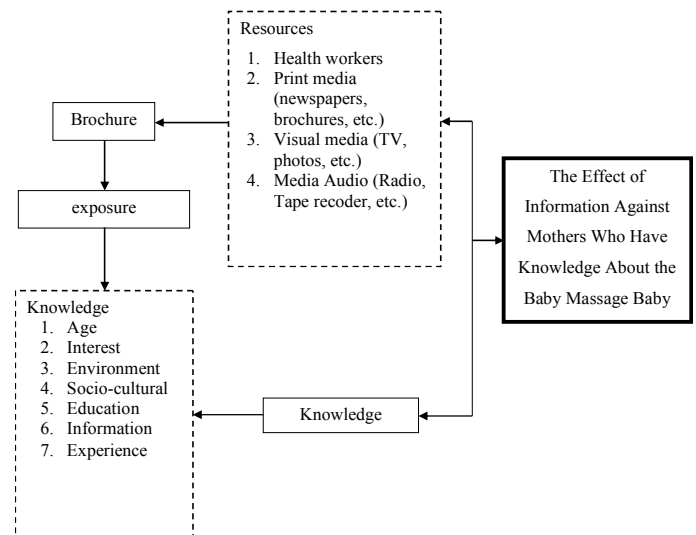 Resources
1. Health workers
2. Print media
(newspapers,
brochures, etc.)
3. Visual media (TV,
photos, etc.)
4. Media Audio (Radio,
Tape recoder, etc.)
Brochure
exposure
The Effect of
Information Against
Mothers Who Have
Knowledge About the
Baby Massage Baby
Knowledge
1. Age
2. Interest
3. Environment
4. Socio-cultural
5. Education
6. Information
7. Experience
Knowledge